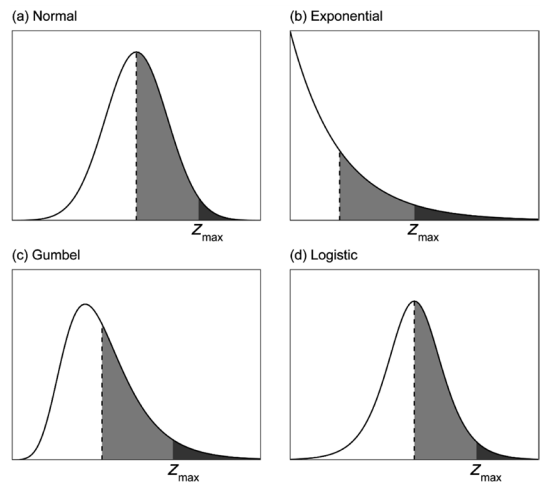 (a) Normal
(b) Exponential
z_max
z_max
(c) Gumbel
(d) Logistic
z_max
z_max